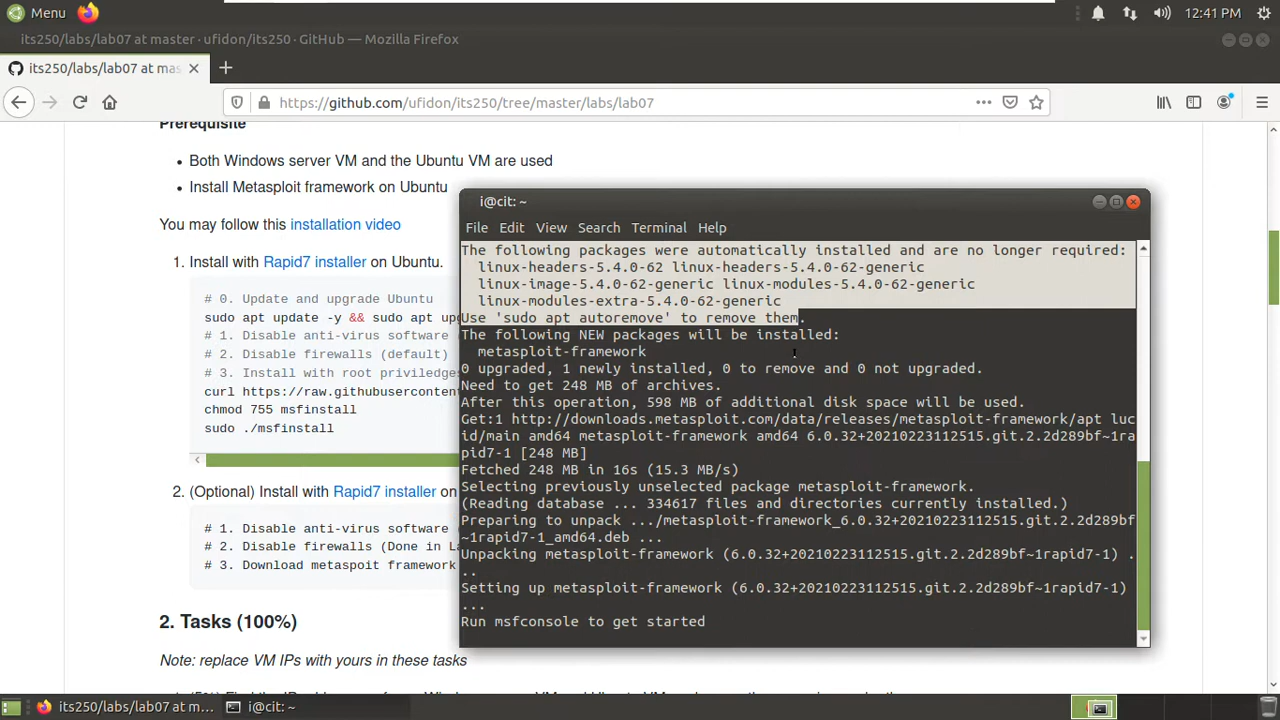 Menu
12:41 PM
its250/labs/lab07 at master · ufidon/its250 · GitHub — Mozilla Firefox
its250/labs/lab07 at mas
https://github.com/ufidon/its250/tree/master/labs/lab07
Prerequisite
• Both Windows server VM and the Ubuntu VM are used
• Install Metasploit framework on Ubuntu
You may follow this installation video
1. Install with Rapid7 installer on Ubuntu.
# 0. Update and upgrade Ubuntu
sudo apt update -y && sudo apt upg
# 1. Disable anti-virus software (
# 2. Disable firewalls (default)
# 3. Install with root priviledges
curl https://raw.githubusercontent
chmod 755 msfinstall
sudo ./msfinstall
2. (Optional) Install with Rapid7 installer on
# 1. Disable anti-virus software (
# 2. Disable firewalls (Done in La
# 3. Download metaspoit framework
2. Tasks (100%)
Note: replace VM IPs with yours in these tasks
i@cit: ~
File Edit View Search Terminal Help
The following packages were automatically installed and are no longer required:
linux-headers-5.4.0-62 linux-headers-5.4.0-62-generic
linux-image-5.4.0-62-generic linux-modules-5.4.0-62-generic
linux-modules-extra-5.4.0-62-generic
Use 'sudo apt autoremove' to remove them.
The following NEW packages will be installed:
metasploit-framework
0 upgraded, 1 newly installed, 0 to remove and 0 not upgraded.
Need to get 248 MB of archives.
After this operation, 598 MB of additional disk space will be used.
Get:1 http://downloads.metasploit.com/data/releases/metasploit-framework/apt luc
id/main amd64 metasploit-framework amd64 6.0.32+20210223112515.git.2.2d289bf~1ra
pid7-1 [248 MB]
Fetched 248 MB in 16s (15.3 MB/s)
Selecting previously unselected package metasploit-framework.
(Reading database ... 334617 files and directories currently installed.)
Preparing to unpack .../metasploit-framework_6.0.32+20210223112515.git.2.2d289bf
~1rapid7-1_amd64.deb ...
Unpacking metasploit-framework (6.0.32+20210223112515.git.2.2d289bf~1rapid7-1) .
..
Setting up metasploit-framework (6.0.32+20210223112515.git.2.2d289bf~1rapid7-1)
...
Run msfconsole to get started
its250/labs/lab07 at m...
i@cit: ~